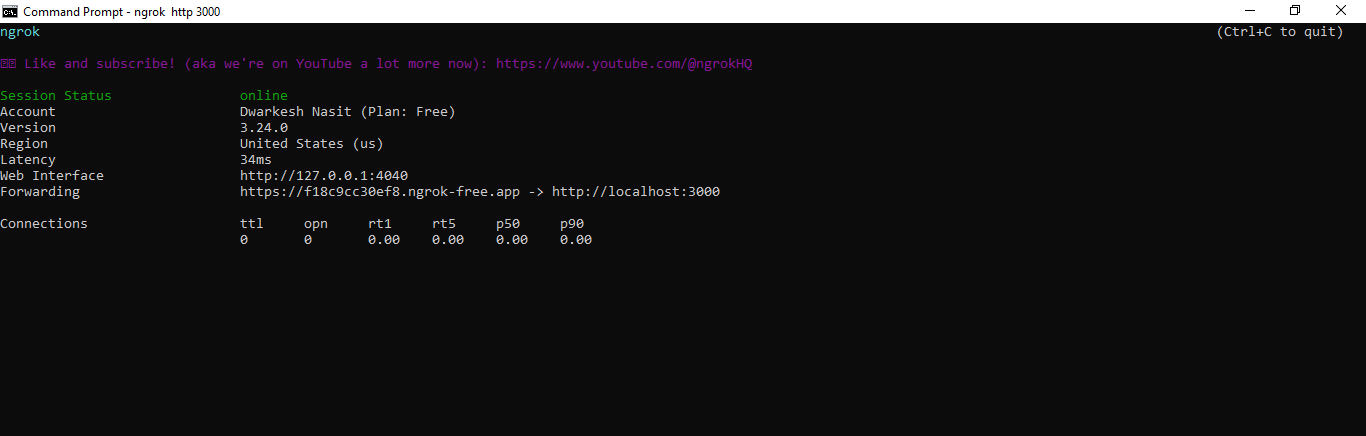 Command Prompt - ngrok  http 3000
ngrok (Ctrl+C to quit)
Like and subscribe! (aka we're on YouTube a lot more now): https://www.youtube.com/@ngrokHQ
Session Status online
Account Dwarkesh Nasit (Plan: Free)
Version 3.24.0
Region United States (us)
Latency 34ms
Web Interface http://127.0.0.1:4040
Forwarding https://f18c9cc30ef8.ngrok-free.app -> http://localhost:3000
Connections ttl opn rt1 rt5 p50 p90
0 0 0.00 0.00 0.00 0.00